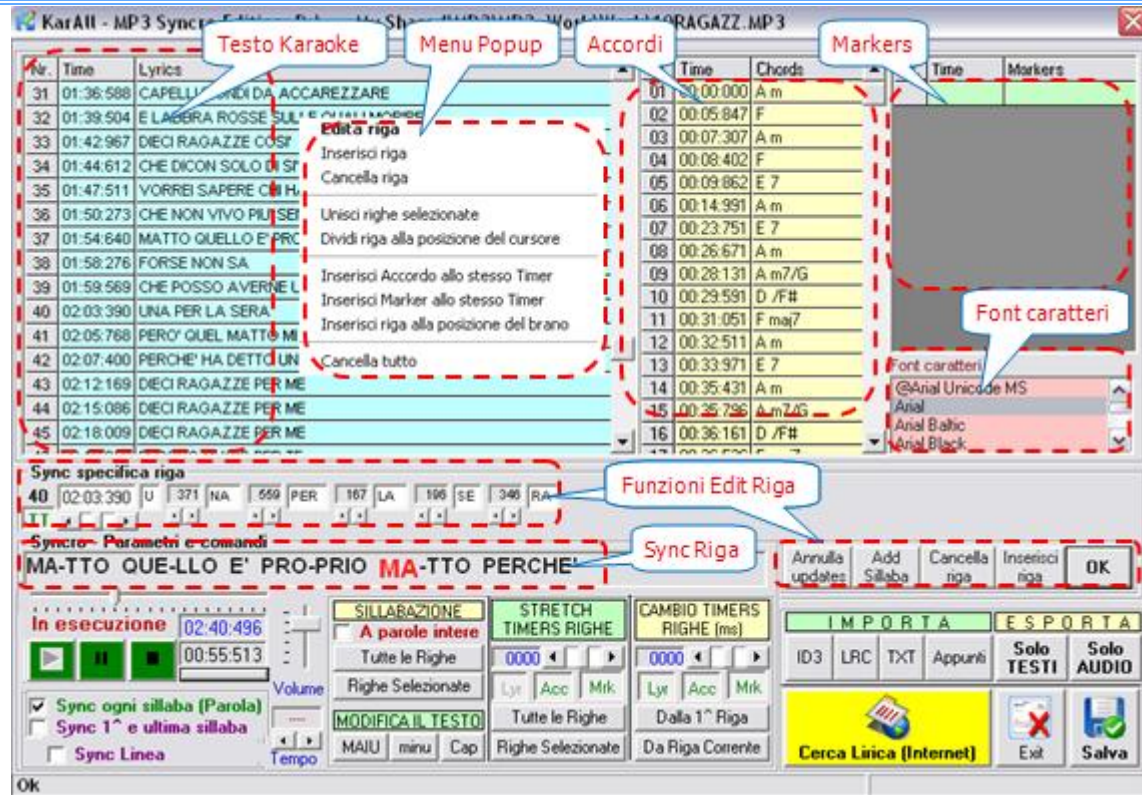 KarAll - MP3 Syncro
RAGAZZ.MP3
Testo Karaoke
Menu Popup
Accordi
Markers
Nr. Time Lyrics
31 01:36:588 DA ACCAREZZARE
32 01:39:504 E LABBRA ROSSE
33 01:42:967 DIECI RAGAZZE COSI'
34 01:44:612 CHE DICON SOLO DI SI'
35 01:47:511 VORREI SAPERE CHI
36 01:50:273 CHE NON VIVO PIU'
37 01:54:640 MATTO QUELLO E'
38 01:58:276 FORSE NON SA
39 01:59:569 CHE POSSO AVERNE
40 02:03:390 UNA PER LA SERA
41 02:05:768 PERO' QUEL MATTO
42 02:07:400 PERCHE' HA DETTO UN
43 02:12:169 DIECI RAGAZZE PER ME
44 02:15:086 DIECI RAGAZZE PER ME
45 02:18:009 DIECI RAGAZZE PER ME
Edita riga
Inserisci riga
Cancella riga
Unisci righe selezionate
Dividi riga alla posizione del cursore
Inserisci Accordo allo stesso Timer
Inserisci Marker allo stesso Timer
Inserisci riga alla posizione del brano
Cancella tutto
Time Chords
01 00:00:000 A m
02 00:05:847 F
03 00:07:307 A m
04 00:08:402 F
05 00:09:862 E 7
06 00:14:991 A m
07 00:23:751 E 7
08 00:26:671 A m
09 00:28:131 A m7/G
10 00:29:591 D /F#
11 00:31:051 F maj7
12 00:32:511 A m
13 00:33:971 E 7
14 00:35:431 A m
15 00:35:796 A m7/G
16 00:36:161 D /F#
Time Markers
Font caratteri
Font caratteri
@Arial Unicode MS
Arial
Arial Baltic
Arial Black
Sync specifica riga
40 02:03:390 U 371 NA 559 PER 167 LA 196 SE 346 RA
TT
Funzioni Edit Riga
Syncro - Parametri e comandi
MA-TTO QUE-LLO E' PRO-PRIO MA-TTO PERCHE'
Sync Riga
Annulla updates
Add Sillaba
Cancella riga
Inserisci riga
OK
In esecuzione
02:40:496
00:55:513
Volume
Tempo
Sync ogni sillaba (Parola)
Sync 1^ e ultima sillaba
Sync Linea
SILLABAZIONE
A parole intere
Tutte le Righe
Righe Selezionate
MODIFICA IL TESTO
MAIU minu Cap
STRETCH
TIMERS RIGHE
0000
Lyr Acc Mrk
Tutte le Righe
Righe Selezionate
CAMBIO TIMERS
RIGHE (ms)
0000
Lyr Acc Mrk
Dalla 1^ Riga
Da Riga Corrente
IMPORTA
ID3 LRC TXT Appunti
ESPORTA
Solo TESTI
Solo AUDIO
Cerca Lirica (Internet)
Exit
Salva
Ok